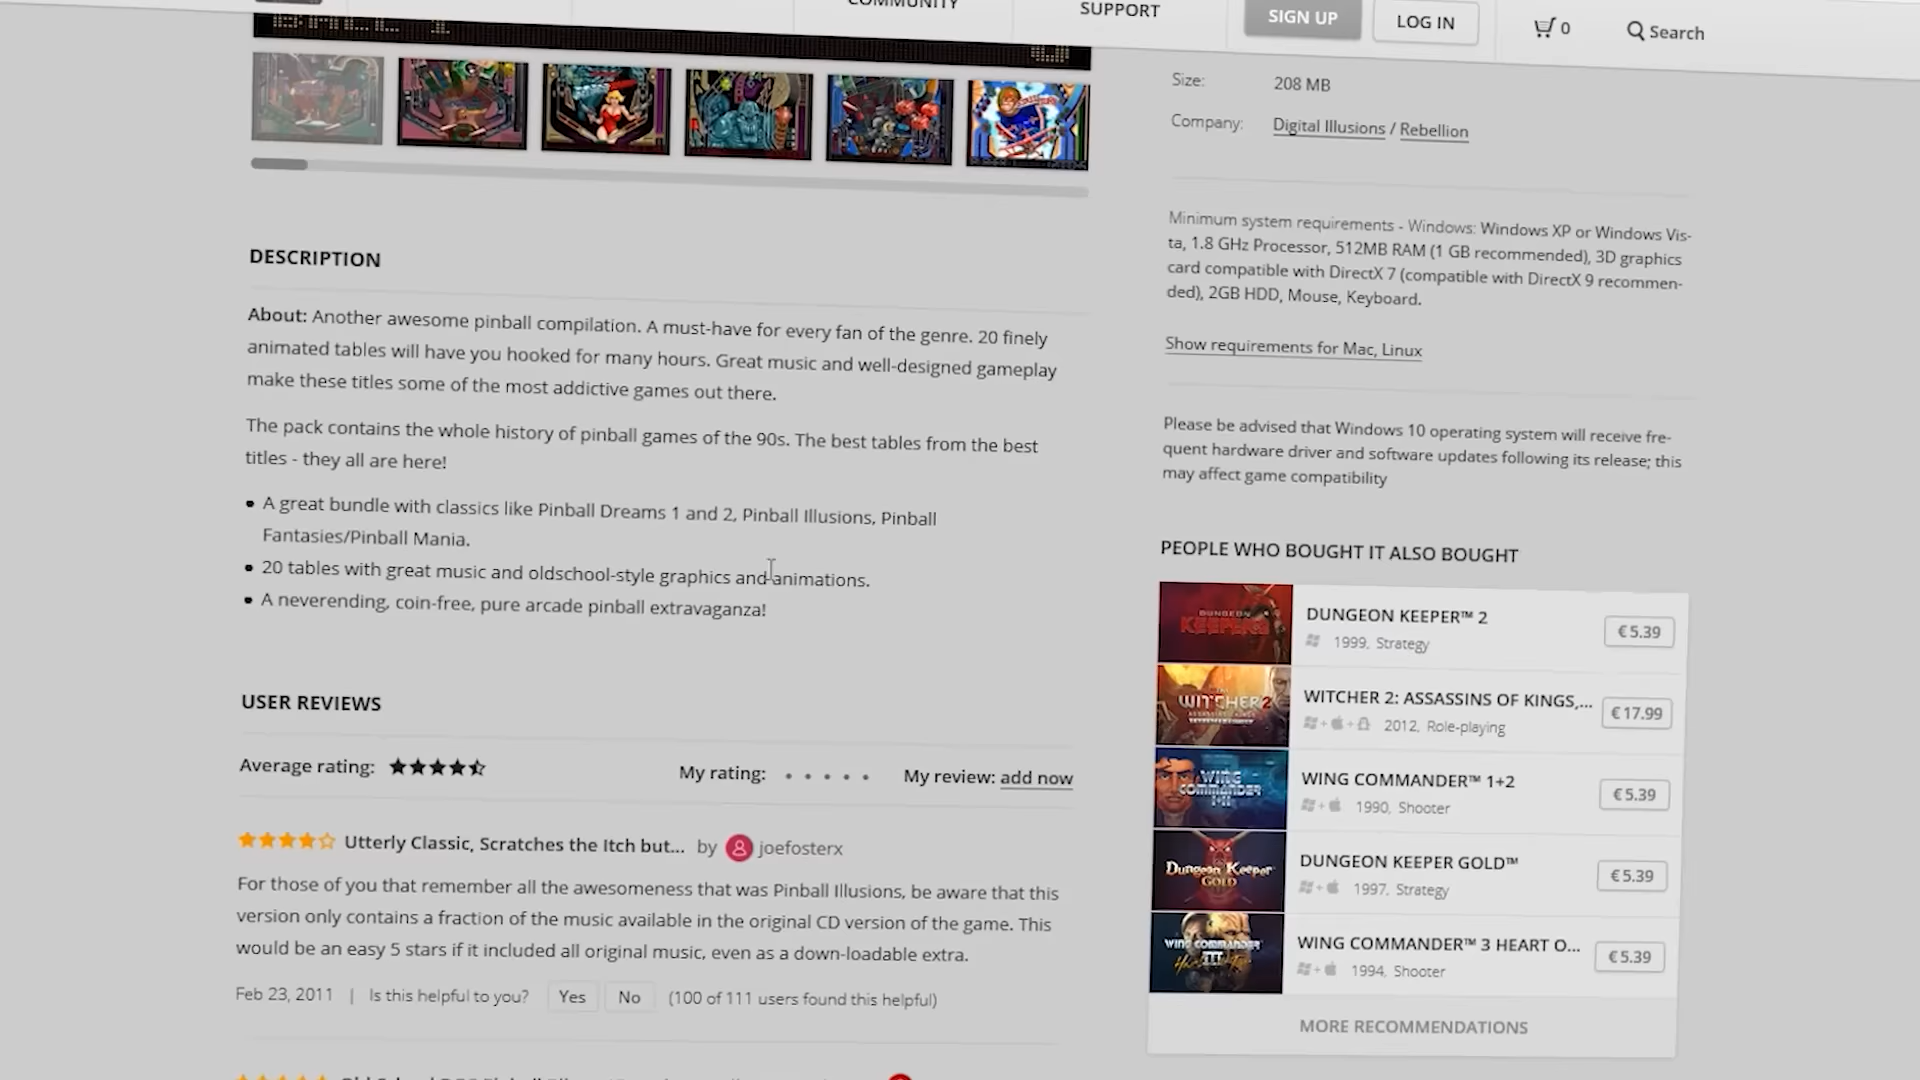 COMMUNITY
SUPPORT
SIGN UP
LOG IN
0
Search
Size: 208 MB
Company: Digital Illusions / Rebellion
Minimum system requirements - Windows: Windows XP or Windows Vis-
ta, 1.8 GHz Processor, 512MB RAM (1 GB recommended), 3D graphics
card compatible with DirectX 7 (compatible with DirectX 9 recommen-
ded), 2GB HDD, Mouse, Keyboard.
Show requirements for Mac, Linux
Please be advised that Windows 10 operating system will receive fre-
quent hardware driver and software updates following its release; this
may affect game compatibility
DESCRIPTION
About: Another awesome pinball compilation. A must-have for every fan of the genre. 20 finely
animated tables will have you hooked for many hours. Great music and well-designed gameplay
make these titles some of the most addictive games out there.
The pack contains the whole history of pinball games of the 90s. The best tables from the best
titles - they all are here!
• A great bundle with classics like Pinball Dreams 1 and 2, Pinball Illusions, Pinball
Fantasies/Pinball Mania.
• 20 tables with great music and oldschool-style graphics and animations.
• A neverending, coin-free, pure arcade pinball extravaganza!
USER REVIEWS
Average rating:
My rating:
My review: add now
Utterly Classic, Scratches the Itch but... by joefosterx
For those of you that remember all the awesomeness that was Pinball Illusions, be aware that this
version only contains a fraction of the music available in the original CD version of the game. This
would be an easy 5 stars if it included all original music, even as a down-loadable extra.
Feb 23, 2011 | Is this helpful to you? Yes No (100 of 111 users found this helpful)
PEOPLE WHO BOUGHT IT ALSO BOUGHT
DUNGEON KEEPER
DUNGEON KEEPER™ 2
1999, Strategy
€ 5.39
WITCHER 2
WITCHER 2: ASSASSINS OF KINGS,...
2012, Role-playing
€ 17.99
WING COMMANDER I+II
WING COMMANDER™ 1+2
1990, Shooter
€ 5.39
Dungeon Keeper GOLD
DUNGEON KEEPER GOLD™
1997, Strategy
€ 5.39
WING COMMANDER III
WING COMMANDER™ 3 HEART O...
1994, Shooter
€ 5.39
MORE RECOMMENDATIONS